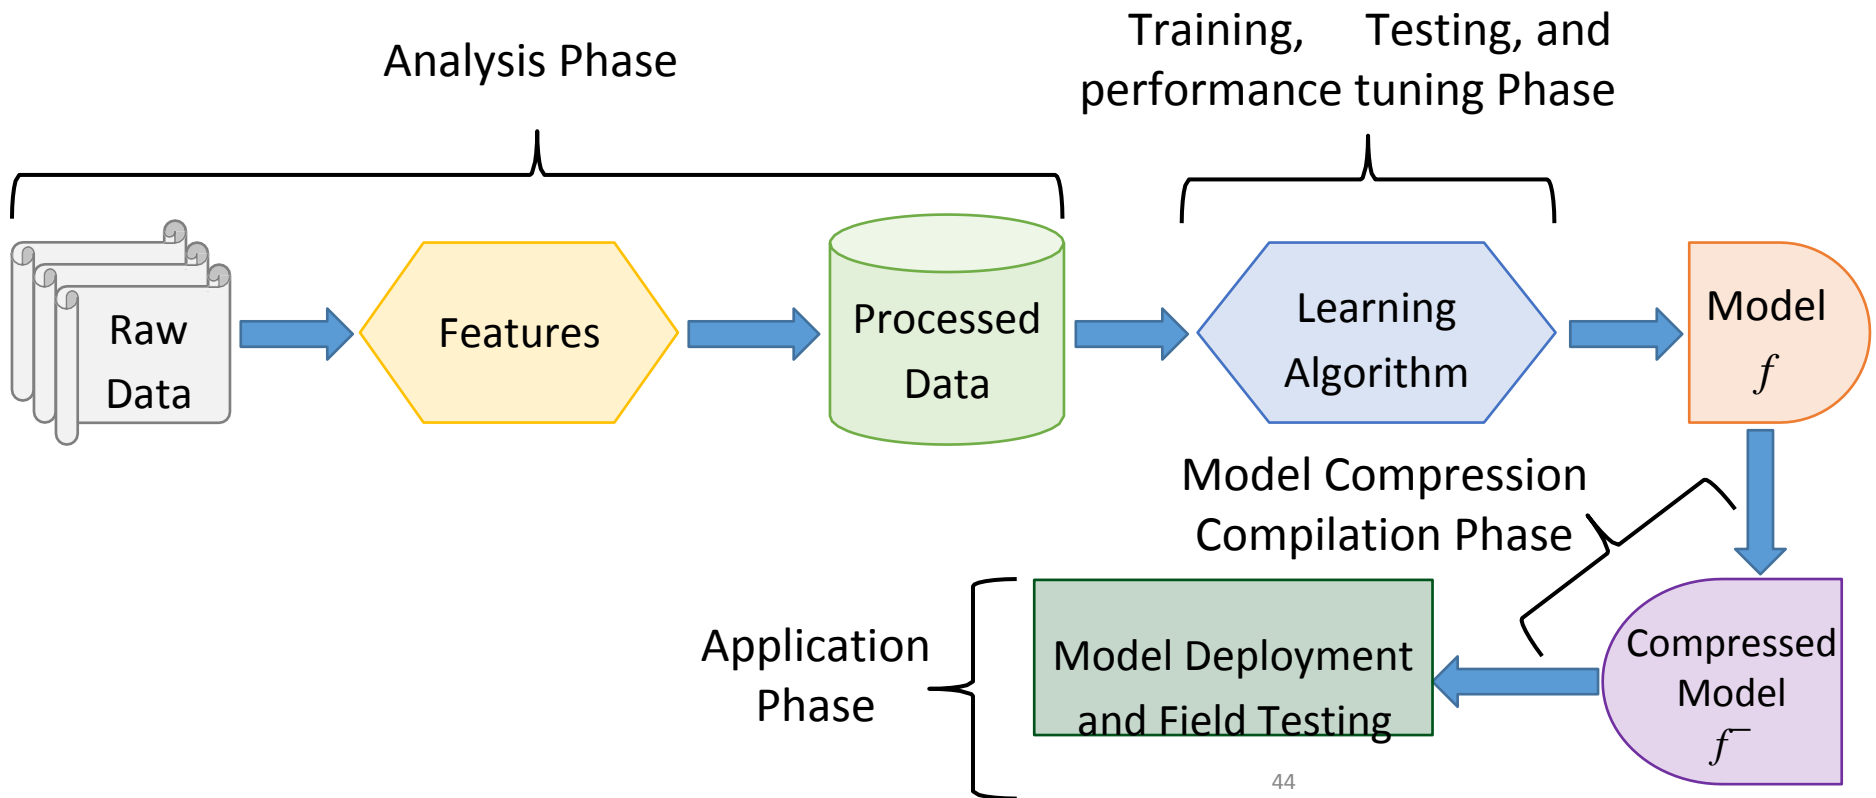 Analysis Phase
Training, Testing, and
performance tuning Phase
Raw
Data
Features
Processed
Data
Learning
Algorithm
Model
f
Model Compression
Compilation Phase
Compressed
Model
f⁻
Model Deployment
and Field Testing
Application
Phase
44